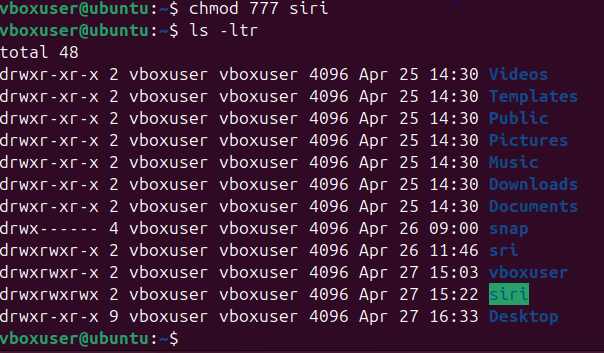 vboxuser@ubuntu:~$ chmod 777 siri
vboxuser@ubuntu:~$ ls -ltr
total 48
drwxr-xr-x 2 vboxuser vboxuser 4096 Apr 25 14:30 Videos
drwxr-xr-x 2 vboxuser vboxuser 4096 Apr 25 14:30 Templates
drwxr-xr-x 2 vboxuser vboxuser 4096 Apr 25 14:30 Public
drwxr-xr-x 2 vboxuser vboxuser 4096 Apr 25 14:30 Pictures
drwxr-xr-x 2 vboxuser vboxuser 4096 Apr 25 14:30 Music
drwxr-xr-x 2 vboxuser vboxuser 4096 Apr 25 14:30 Downloads
drwxr-xr-x 2 vboxuser vboxuser 4096 Apr 25 14:30 Documents
drwx------ 4 vboxuser vboxuser 4096 Apr 26 09:00 snap
drwxrwxr-x 2 vboxuser vboxuser 4096 Apr 26 11:46 sri
drwxrwxr-x 2 vboxuser vboxuser 4096 Apr 27 15:03 vboxuser
drwxrwxrwx 2 vboxuser vboxuser 4096 Apr 27 15:22 siri
drwxr-xr-x 9 vboxuser vboxuser 4096 Apr 27 16:33 Desktop
vboxuser@ubuntu:~$